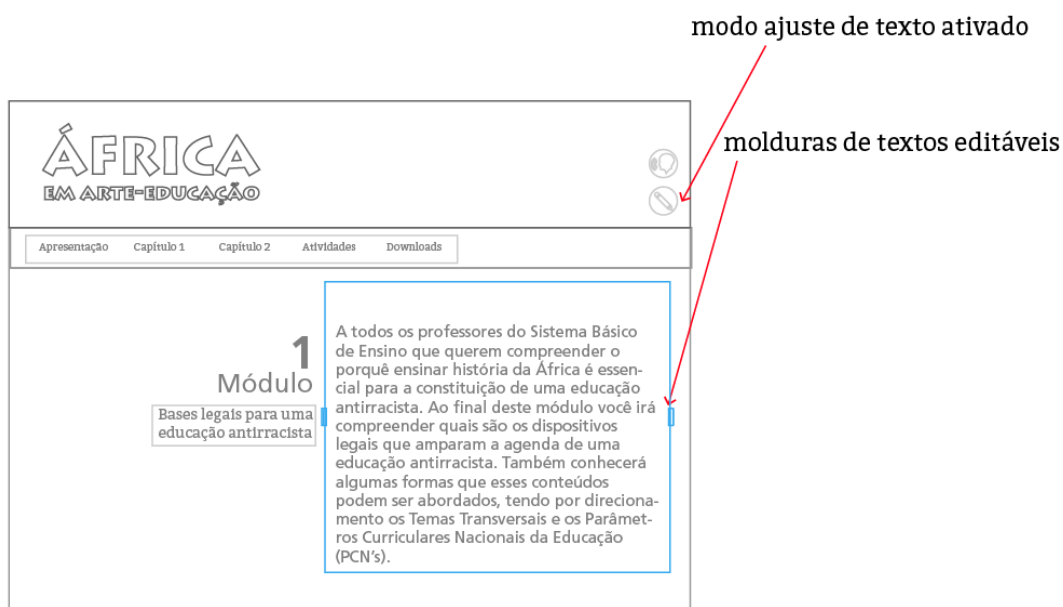 modo ajuste de texto ativado
molduras de textos editáveis
ÁFRICA
EM ARTE-EDUCAÇÃO
Apresentação Capítulo 1 Capítulo 2 Atividades Downloads
1
Módulo
Bases legais para uma
educação antirracista
A todos os professores do Sistema Básico
de Ensino que querem compreender o
porquê ensinar história da África é essen-
cial para a constituição de uma educação
antirracista. Ao final deste módulo você irá
compreender quais são os dispositivos
legais que amparam a agenda de uma
educação antirracista. Também conhecerá
algumas formas que esses conteúdos
podem ser abordados, tendo por direciona-
mento os Temas Transversais e os Parâmet-
ros Curriculares Nacionais da Educação
(PCN's).